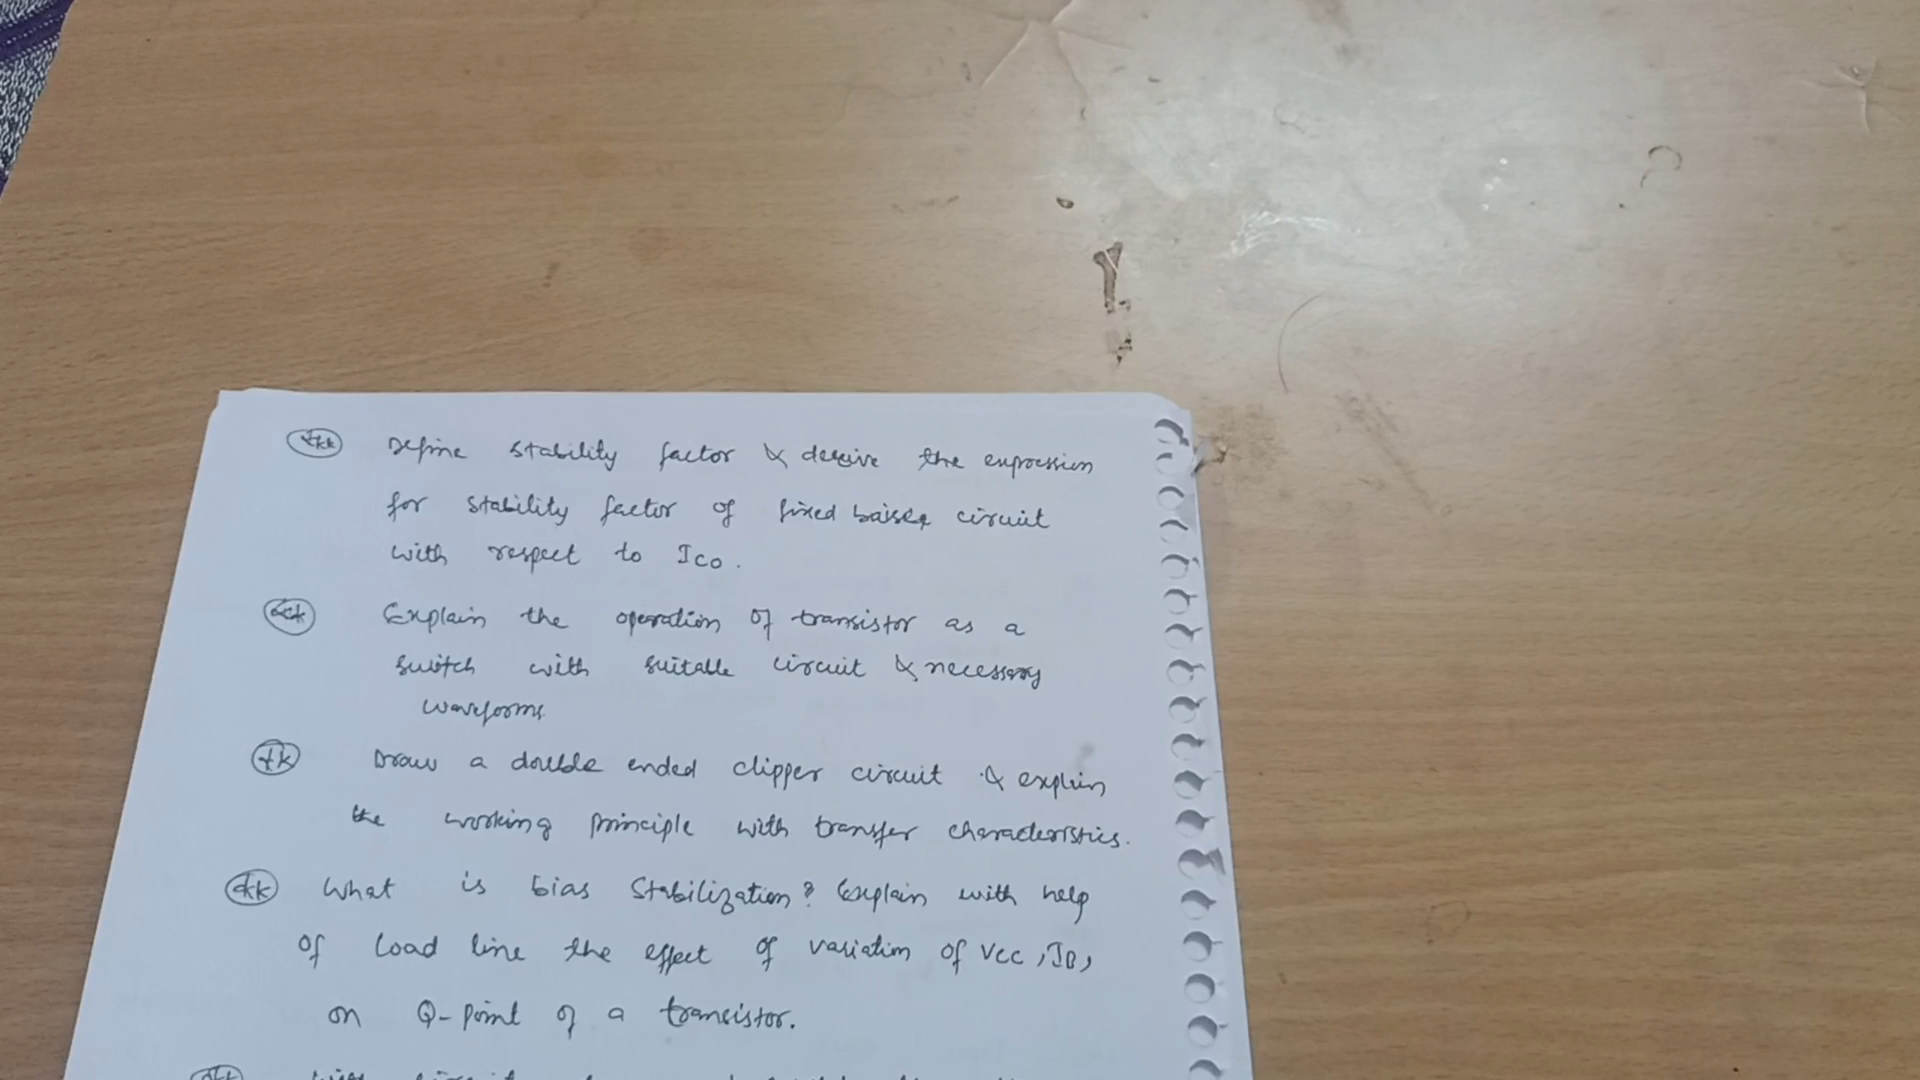 Define stability factor & derive the expression
for stability factor of fixed baise circuit
with respect to Ico.
Explain the operation of transistor as a
switch with suitable circuit & necessary
waveforms
Draw a double ended clipper circuit & explain
the working principle with transfer characteristics.
What is bias Stabilization? Explain with help
of load line the effect of variation of Vcc, IB,
on Q-point of a transistor.